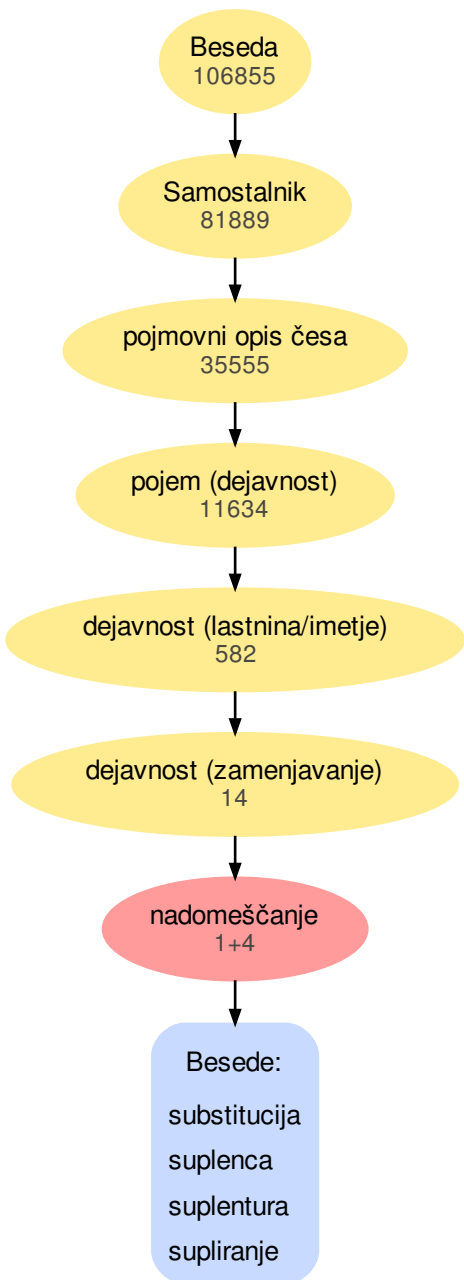 Beseda
106855
Samostalnik
81889
pojmovni opis česa
35555
pojem (dejavnost)
11634
dejavnost (lastnina/imetje)
582
dejavnost (zamenjavanje)
14
nadomeščanje
1+4
Besede:
substitucija
suplenca
suplentura
supliranje